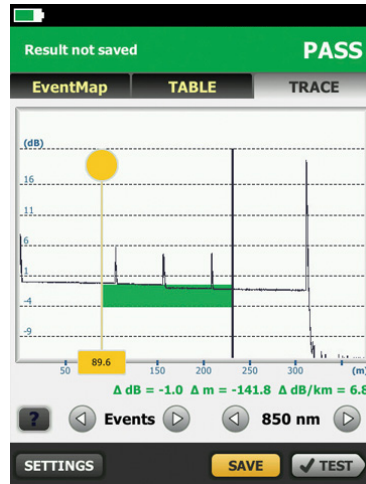 Result not saved PASS
EventMap TABLE TRACE
(dB)
16
11
6
1
-4
-9
89.6
50 150 200 250 300 (m)
Δ dB = -1.0 Δ m = -141.8 Δ dB/km = 6.8
? Events 850 nm
SETTINGS SAVE TEST